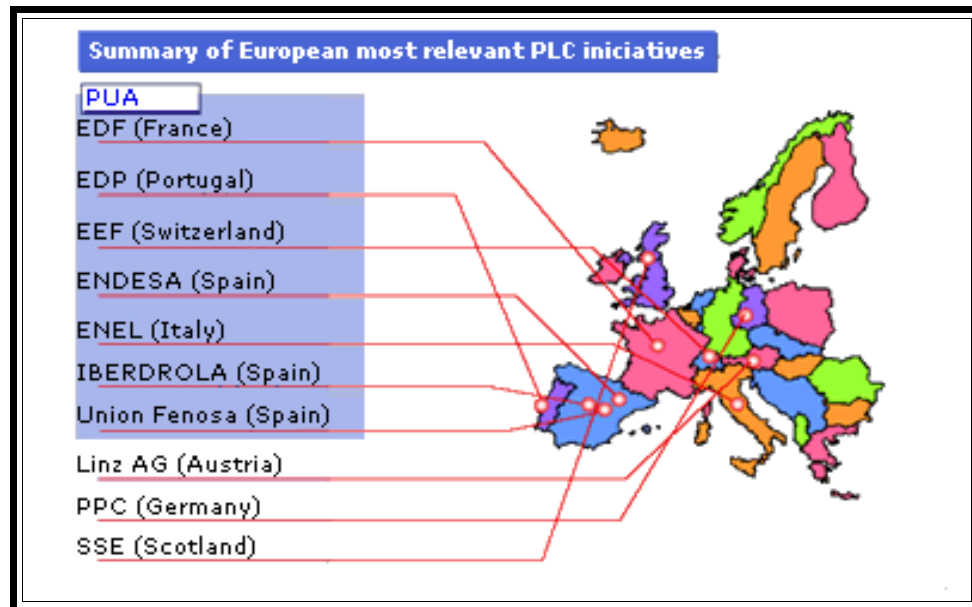 Summary of European most relevant PLC iniciatives
PUA
EDF (France)
EDP (Portugal)
EEF (Switzerland)
ENDESA (Spain)
ENEL (Italy)
IBERDROLA (Spain)
Union Fenosa (Spain)
Linz AG (Austria)
PPC (Germany)
SSE (Scotland)